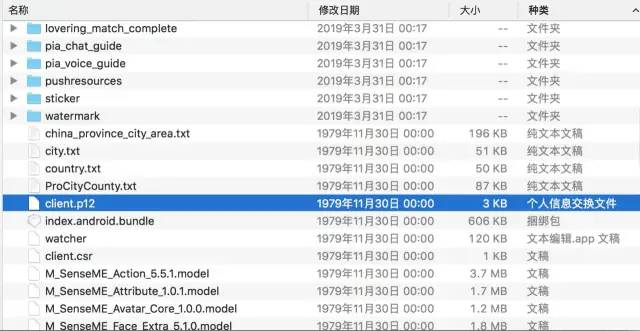 名称 修改日期 大小 种类
lovering_match_complete 2019年3月31日 00:17 -- 文件夹
pia_chat_guide 2019年3月31日 00:17 -- 文件夹
pia_voice_guide 2019年3月31日 00:17 -- 文件夹
pushresources 2019年3月31日 00:17 -- 文件夹
sticker 2019年3月31日 00:17 -- 文件夹
watermark 2019年3月31日 00:17 -- 文件夹
china_province_city_area.txt 1979年11月30日 00:00 196 KB 纯文本文稿
city.txt 1979年11月30日 00:00 51 KB 纯文本文稿
country.txt 1979年11月30日 00:00 50 KB 纯文本文稿
ProCityCounty.txt 1979年11月30日 00:00 87 KB 纯文本文稿
client.p12 1979年11月30日 00:00 3 KB 个人信息交换文件
index.android.bundle 1979年11月30日 00:00 606 KB 捆绑包
watcher 1979年11月30日 00:00 120 KB 文本编辑.app 文稿
client.csr 1979年11月30日 00:00 1 KB 文稿
M_SenseME_Action_5.5.1.model 1979年11月30日 00:00 3.7 MB 文稿
M_SenseME_Attribute_1.0.1.model 1979年11月30日 00:00 1.7 MB 文稿
M_SenseME_Avatar_Core_1.0.0.model 1979年11月30日 00:00 1.2 MB 文稿
M_SenseME_Face_Extra_5.1.0.model 1979年11月30日 00:00 1.8 MB 文稿